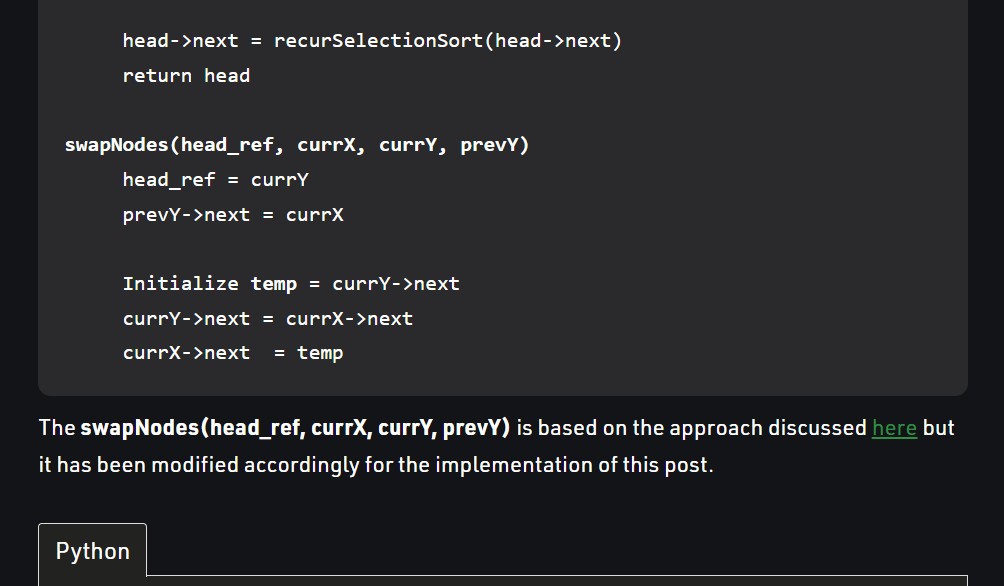 head->next = recurSelectionSort(head->next)
return head
swapNodes(head_ref, currX, currY, prevY)
head_ref = currY
prevY->next = currX
Initialize temp = currY->next
currY->next = currX->next
currX->next  = temp
The swapNodes(head_ref, currX, currY, prevY) is based on the approach discussed here but
it has been modified accordingly for the implementation of this post.
Python